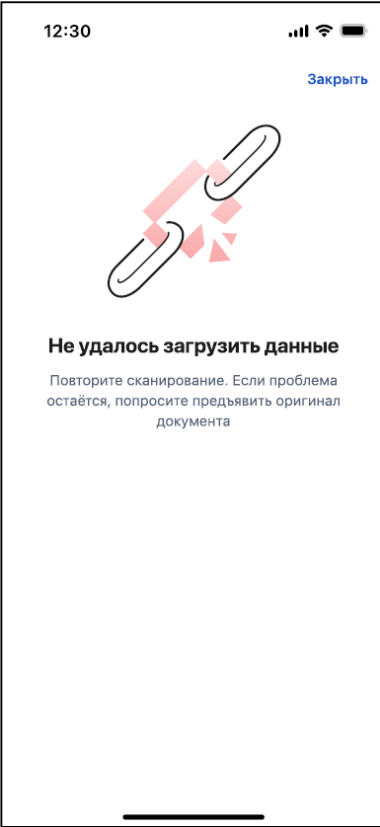 12:30
Закрыть
Не удалось загрузить данные
Повторите сканирование. Если проблема
остаётся, попросите предъявить оригинал
документа